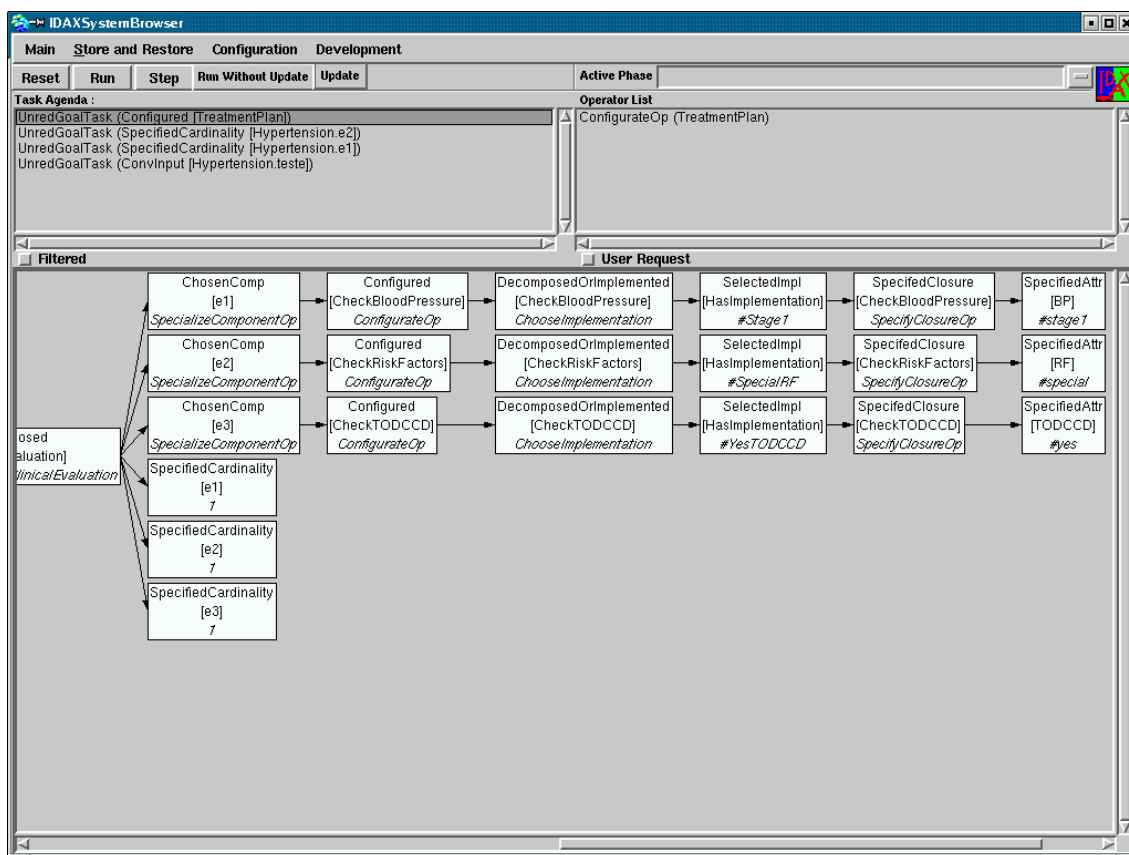 IDAXSystemBrowser
Main Store and Restore Configuration Development
Reset Run Step Run Without Update Update Active Phase
IDAX
Task Agenda : Operator List
UnredGoalTask (Configured [TreatmentPlan]) ConfigurateOp (TreatmentPlan)
UnredGoalTask (SpecifiedCardinality [Hypertension.e2])
UnredGoalTask (SpecifiedCardinality [Hypertension.e1])
UnredGoalTask (ConvInput [Hypertension.teste])
Filtered User Request
ChosenComp Configured DecomposedOrImplemented SelectedImpl SpecifedClosure SpecifiedAttr
[e1] [CheckBloodPressure] [CheckBloodPressure] [HasImplementation] [CheckBloodPressure] [BP]
SpecializeComponentOp ConfigurateOp ChooseImplementation #Stage1 SpecifyClosureOp #stage1
ChosenComp Configured DecomposedOrImplemented SelectedImpl SpecifedClosure SpecifiedAttr
[e2] [CheckRiskFactors] [CheckRiskFactors] [HasImplementation] [CheckRiskFactors] [RF]
SpecializeComponentOp ConfigurateOp ChooseImplementation #SpecialRF SpecifyClosureOp #special
ChosenComp Configured DecomposedOrImplemented SelectedImpl SpecifedClosure SpecifiedAttr
[e3] [CheckTODCCD] [CheckTODCCD] [HasImplementation] [CheckTODCCD] [TODCCD]
SpecializeComponentOp ConfigurateOp ChooseImplementation #YesTODCCD SpecifyClosureOp #yes
osed
aluation]
linicalEvaluation
SpecifiedCardinality
[e1]
1
SpecifiedCardinality
[e2]
1
SpecifiedCardinality
[e3]
1